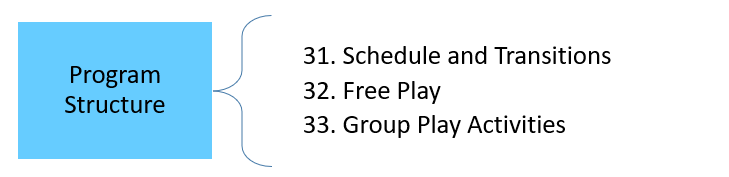 Program
Structure
31. Schedule and Transitions
32. Free Play
33. Group Play Activities